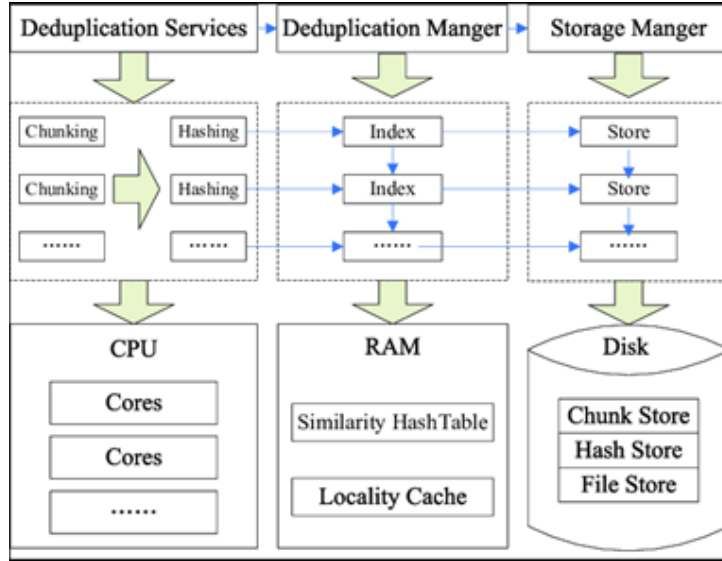 Deduplication Services
Deduplication Manger
Storage Manger
Chunking
Hashing
Index
Store
Chunking
Hashing
Index
Store
······
······
······
······
CPU
RAM
Disk
Cores
Cores
······
Similarity HashTable
Locality Cache
Chunk Store
Hash Store
File Store